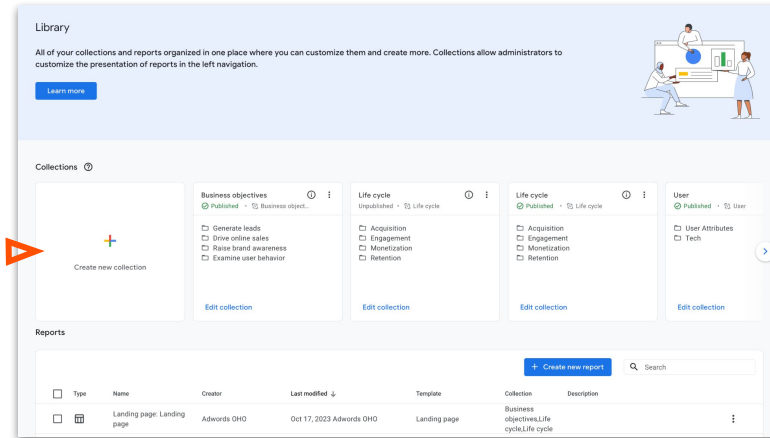 Library
All of your collections and reports organized in one place where you can customize them and create more. Collections allow administrators to
customize the presentation of reports in the left navigation.
Learn more
Collections
Create new collection
Business objectives
Published • Business object...
Generate leads
Drive online sales
Raise brand awareness
Examine user behavior
Edit collection
Life cycle
Unpublished • Life cycle
Acquisition
Engagement
Monetization
Retention
Edit collection
Life cycle
Published • Life cycle
Acquisition
Engagement
Monetization
Retention
Edit collection
User
Published • User
User Attributes
Tech
Edit collection
Reports
+ Create new report
Search
Type Name Creator Last modified ↓ Template Collection Description
Landing page: Landing
page
Adwords OHO
Oct 17, 2023 Adwords OHO
Landing page
Business
objectives,Life
cycle,Life cycle